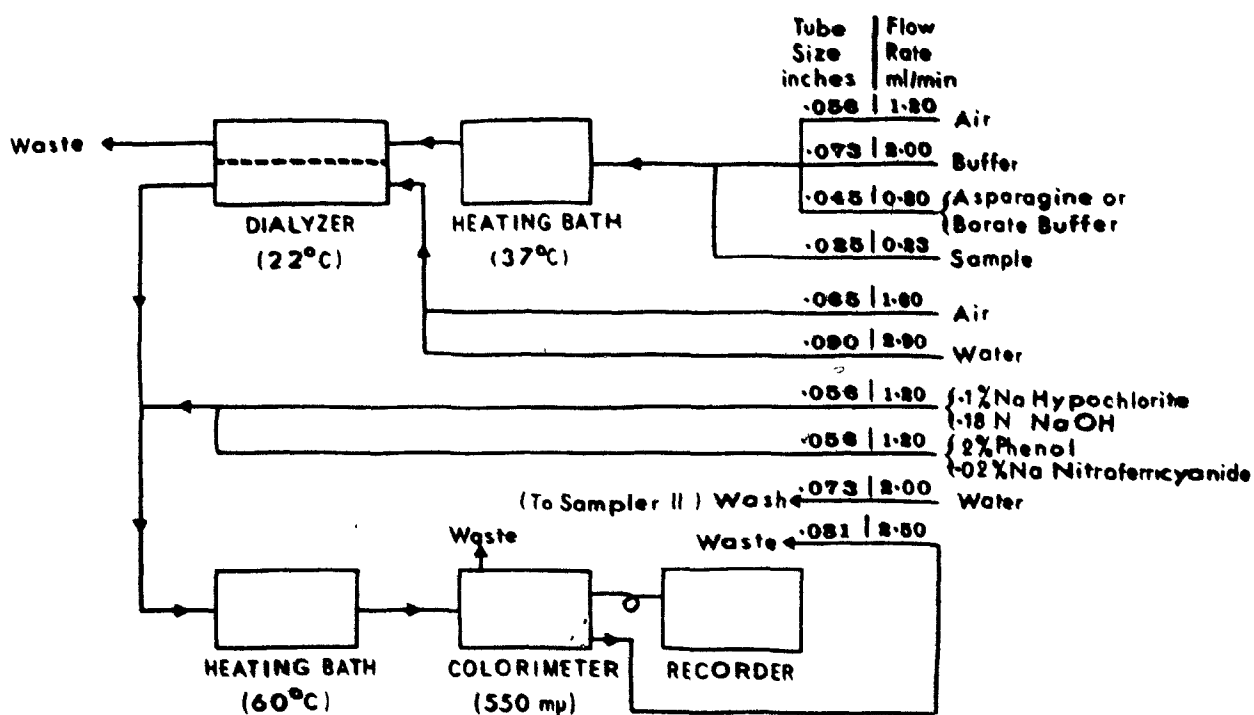 Tube | Flow
Size | Rate
inches | ml/min
.056 | 1.20 Air
Waste
.073 | 2.00 Buffer
.045 | 0.80 {Asparagine or
Borate Buffer
DIALYZER
(22°C)
HEATING BATH
(37°C)
.025 | 0.23 Sample
.065 | 1.60 Air
.090 | 2.90 Water
.056 | 1.20 {.1% Na Hypochlorite
.18 N NaOH
.056 | 1.20 {2% Phenol
.02% Na Nitroferricyanide
(To Sampler II) Wash .073 | 2.00 Water
Waste
Waste .081 | 2.50
HEATING BATH
(60°C)
COLORIMETER
(550 mμ)
RECORDER